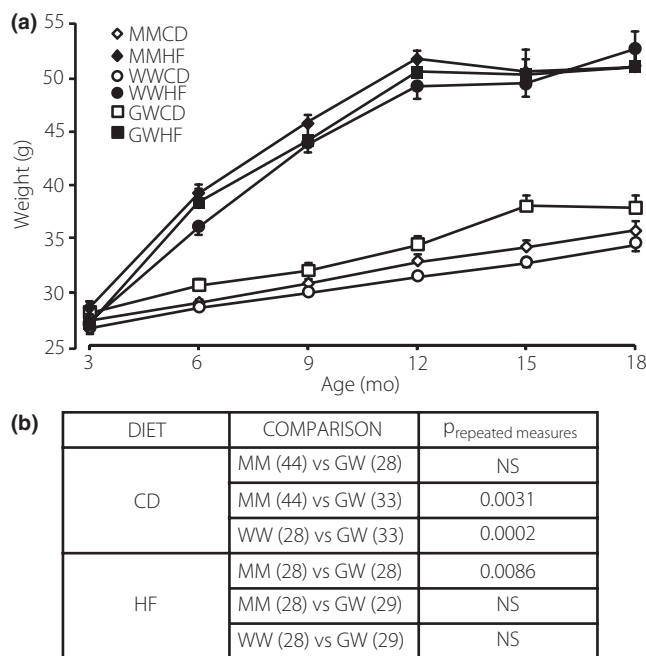 (a)
55
50
45
40
35
30
25
Weight (g)
MMCD
MMHF
WWCD
WWHF
GWCD
GWHF
3 6 9 12 15 18
Age (mo)
(b)
DIET COMPARISON p repeated measures
CD
MM (44) vs GW (28) NS
MM (44) vs GW (33) 0.0031
WW (28) vs GW (33) 0.0002
HF
MM (28) vs GW (28) 0.0086
MM (28) vs GW (29) NS
WW (28) vs GW (29) NS